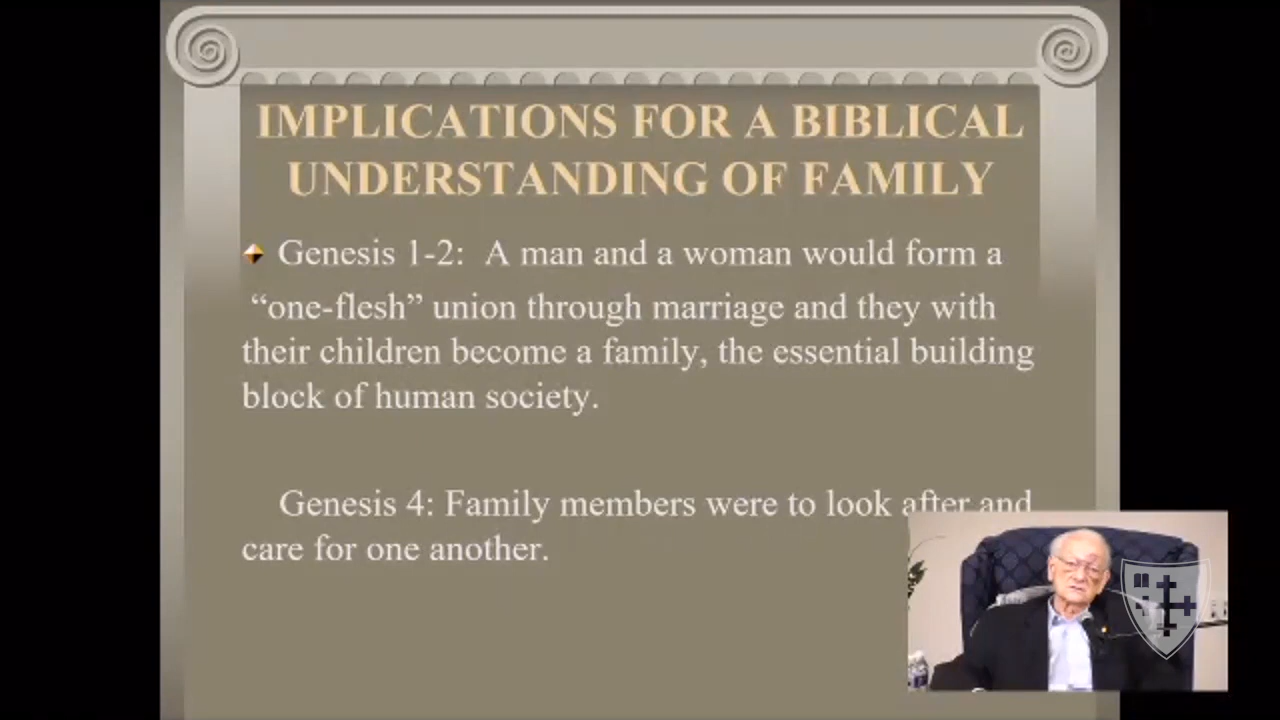 IMPLICATIONS FOR A BIBLICAL
UNDERSTANDING OF FAMILY
Genesis 1-2: A man and a woman would form a
“one-flesh” union through marriage and they with
their children become a family, the essential building
block of human society.
Genesis 4: Family members were to look after and
care for one another.